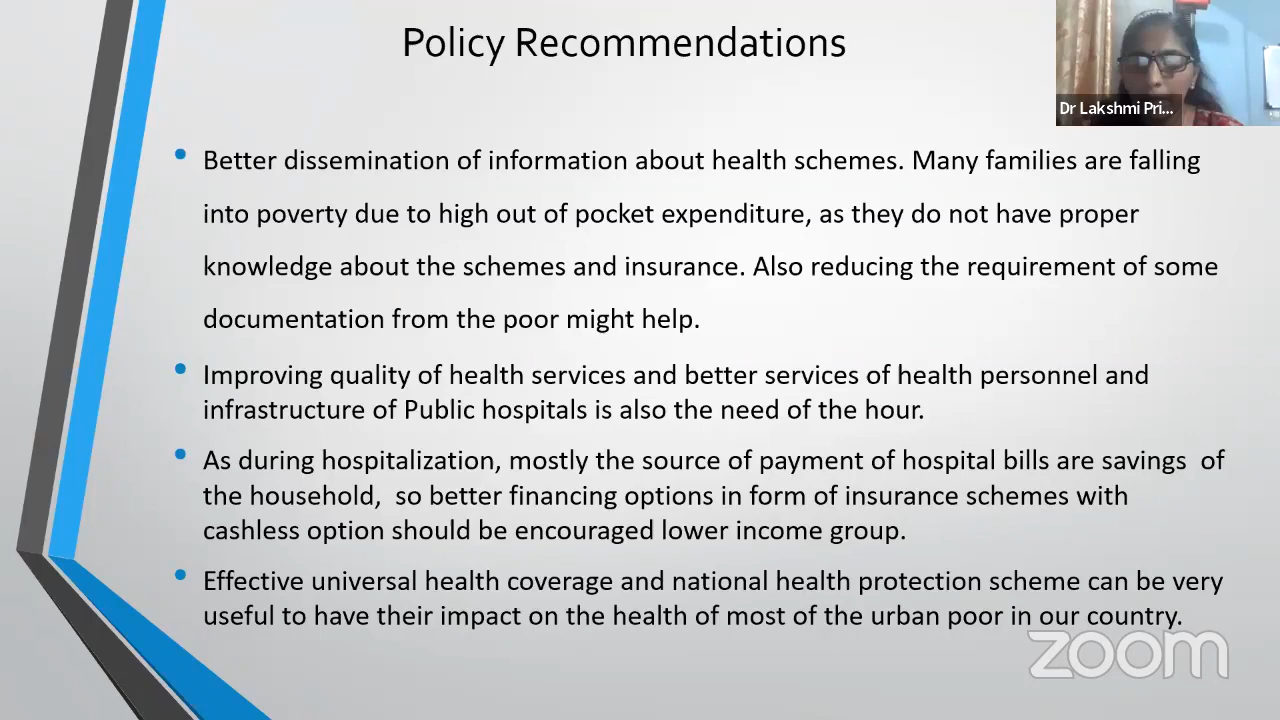 Policy Recommendations
Dr Lakshmi Pri...
• Better dissemination of information about health schemes. Many families are falling
into poverty due to high out of pocket expenditure, as they do not have proper
knowledge about the schemes and insurance. Also reducing the requirement of some
documentation from the poor might help.
• Improving quality of health services and better services of health personnel and
infrastructure of Public hospitals is also the need of the hour.
• As during hospitalization, mostly the source of payment of hospital bills are savings of
the household, so better financing options in form of insurance schemes with
cashless option should be encouraged lower income group.
• Effective universal health coverage and national health protection scheme can be very
useful to have their impact on the health of most of the urban poor in our country.
zoom